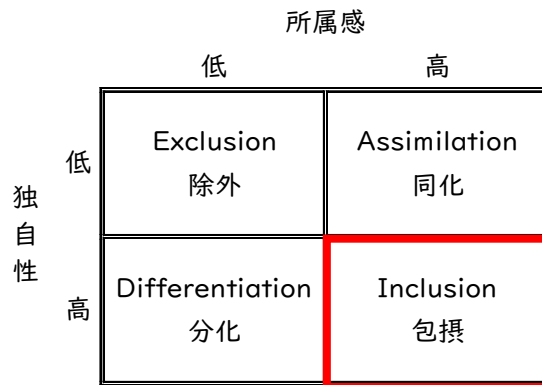 所属感
低 高
低
Exclusion
除外
Assimilation
同化
独自性
高
Differentiation
分化
Inclusion
包摂